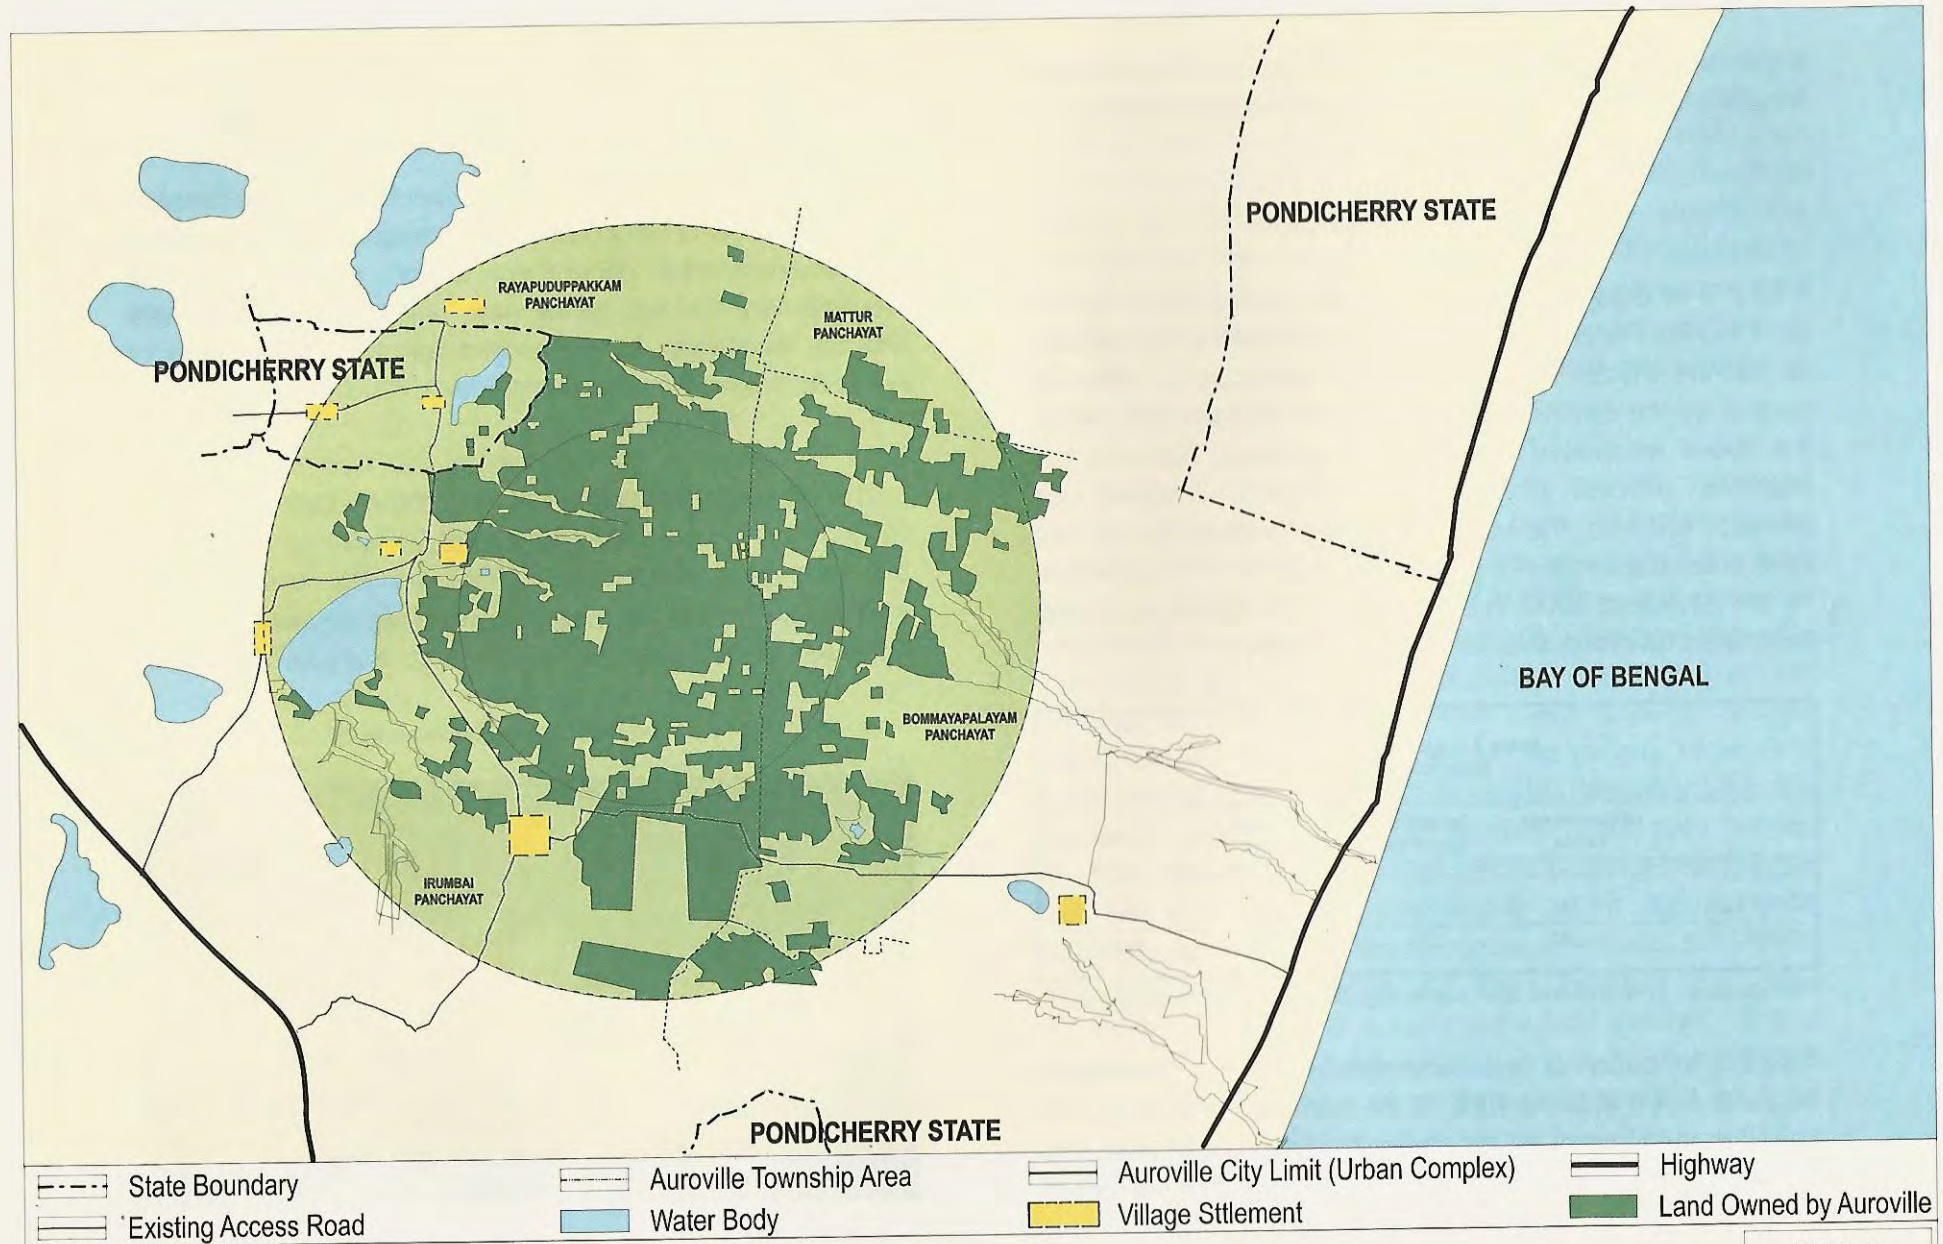 PONDICHERRY STATE
RAYAPUDUPPAKKAM
PANCHAYAT
MATTUR
PANCHAYAT
PONDICHERRY STATE
BAY OF BENGAL
BOMMAYAPALAYAM
PANCHAYAT
IRUMBAI
PANCHAYAT
PONDICHERRY STATE
State Boundary
Auroville Township Area
Auroville City Limit (Urban Complex)
Highway
Existing Access Road
Water Body
Village Sttlement
Land Owned by Auroville